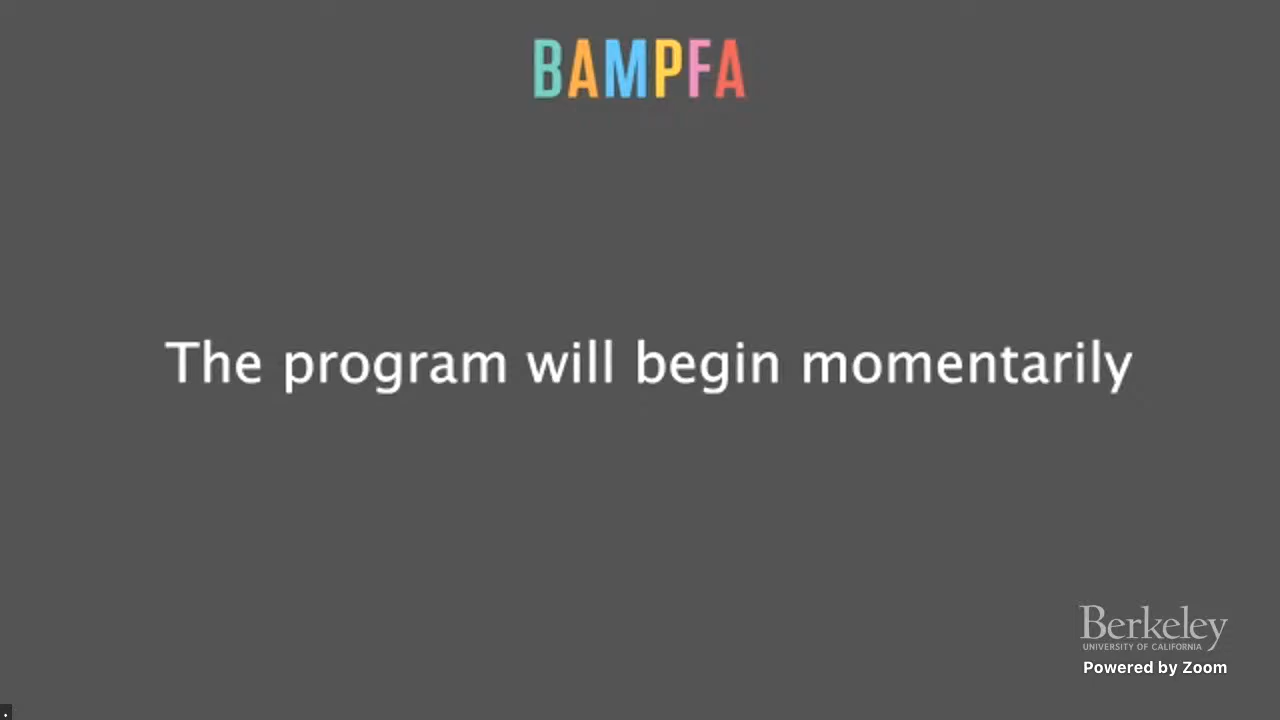 BAMPFA
The program will begin momentarily
Berkeley
UNIVERSITY OF CALIFORNIA
Powered by Zoom